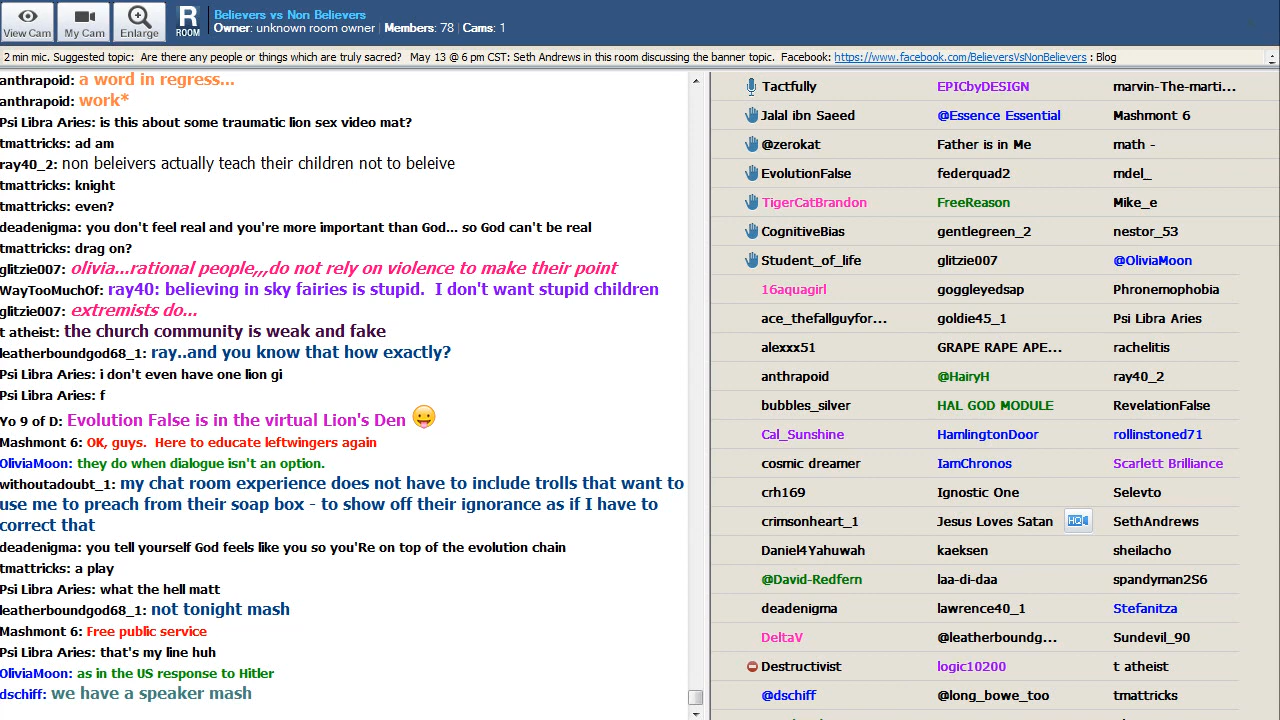 View Cam
My Cam
Enlarge
R
ROOM
Believers vs Non Believers
Owner: unknown room owner | Members: 78 | Cams: 1
2 min mic. Suggested topic: Are there any people or things which are truly sacred? May 13 @ 6 pm CST: Seth Andrews in this room discussing the banner topic. Facebook: https://www.facebook.com/BelieversVsNonBelievers : Blog
anthrapoid: a word in regress...
anthrapoid: work*
Psi Libra Aries: is this about some traumatic lion sex video mat?
tmattricks: ad am
ray40_2: non beleivers actually teach their children not to beleive
tmattricks: knight
tmattricks: even?
deadenigma: you don't feel real and you're more important than God... so God can't be real
tmattricks: drag on?
glitzie007: olivia...rational people,,,do not rely on violence to make their point
WayTooMuchOf: ray40: believing in sky fairies is stupid. I don't want stupid children
glitzie007: extremists do...
t atheist: the church community is weak and fake
leatherboundgod68_1: ray..and you know that how exactly?
Psi Libra Aries: i don't even have one lion gi
Psi Libra Aries: f
Yo 9 of D: Evolution False is in the virtual Lion's Den
Mashmont 6: OK, guys. Here to educate leftwingers again
OliviaMoon: they do when dialogue isn't an option.
withoutadoubt_1: my chat room experience does not have to include trolls that want to
use me to preach from their soap box - to show off their ignorance as if I have to
correct that
deadenigma: you tell yourself God feels like you so you'Re on top of the evolution chain
tmattricks: a play
Psi Libra Aries: what the hell matt
leatherboundgod68_1: not tonight mash
Mashmont 6: Free public service
Psi Libra Aries: that's my line huh
OliviaMoon: as in the US response to Hitler
dschiff: we have a speaker mash
Tactfully EPICbyDESIGN marvin-The-marti...
Jalal ibn Saeed @Essence Essential Mashmont 6
@zerokat Father is in Me math -
EvolutionFalse federquad2 mdel_
TigerCatBrandon FreeReason Mike_e
CognitiveBias gentlegreen_2 nestor_53
Student_of_life glitzie007 @OliviaMoon
16aquagirl goggleyedsap Phronemophobia
ace_thefallguyfor... goldie45_1 Psi Libra Aries
alexxx51 GRAPE RAPE APE... rachelitis
anthrapoid @HairyH ray40_2
bubbles_silver HAL GOD MODULE RevelationFalse
Cal_Sunshine HamlingtonDoor rollinstoned71
cosmic dreamer IamChronos Scarlett Brilliance
crh169 Ignostic One Selevto
crimsonheart_1 Jesus Loves Satan HQ SethAndrews
Daniel4Yahuwah kaeksen sheilacho
@David-Redfern laa-di-daa spandyman2S6
deadenigma lawrence40_1 Stefanitza
DeltaV @leatherboundg... Sundevil_90
Destructivist logic10200 t atheist
@dschiff @long_bowe_too tmattricks